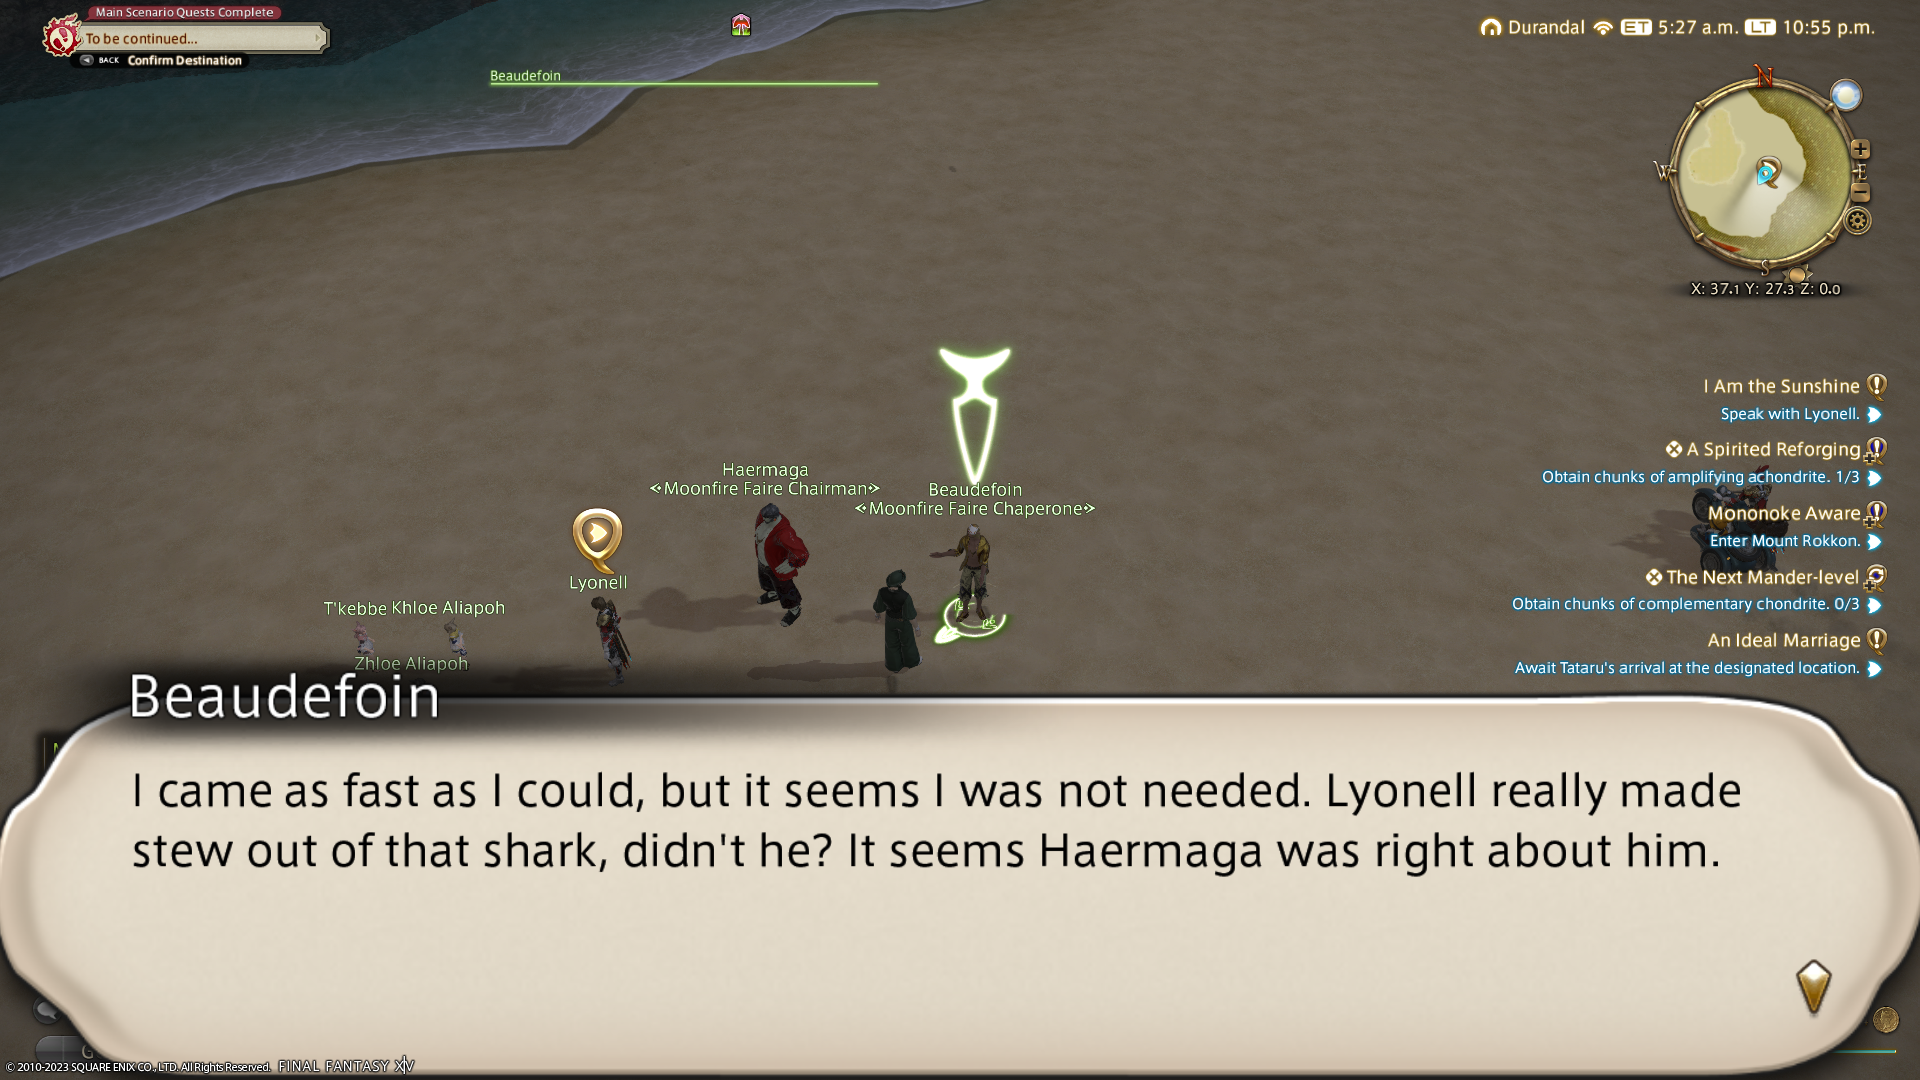 Main Scenario Quests Complete
To be continued...
BACK Confirm Destination
Beaudefoin
Durandal ET 5:27 a.m. LT 10:55 p.m.
N
W
E
S
X: 37.1 Y: 27.3 Z: 0.0
I Am the Sunshine
Speak with Lyonell.
A Spirited Reforging
Obtain chunks of amplifying achondrite. 1/3
Mononoke Aware
Enter Mount Rokkon.
The Next Mander-level
Obtain chunks of complementary chondrite. 0/3
An Ideal Marriage
Await Tataru's arrival at the designated location.
Haermaga
«Moonfire Faire Chairman»
Beaudefoin
«Moonfire Faire Chaperone»
Lyonell
T'kebbe Khloe Aliapoh
Zhloe Aliapoh
Beaudefoin
I came as fast as I could, but it seems I was not needed. Lyonell really made
stew out of that shark, didn't he? It seems Haermaga was right about him.
© 2010-2023 SQUARE ENIX CO., LTD. All Rights Reserved. FINAL FANTASY XIV